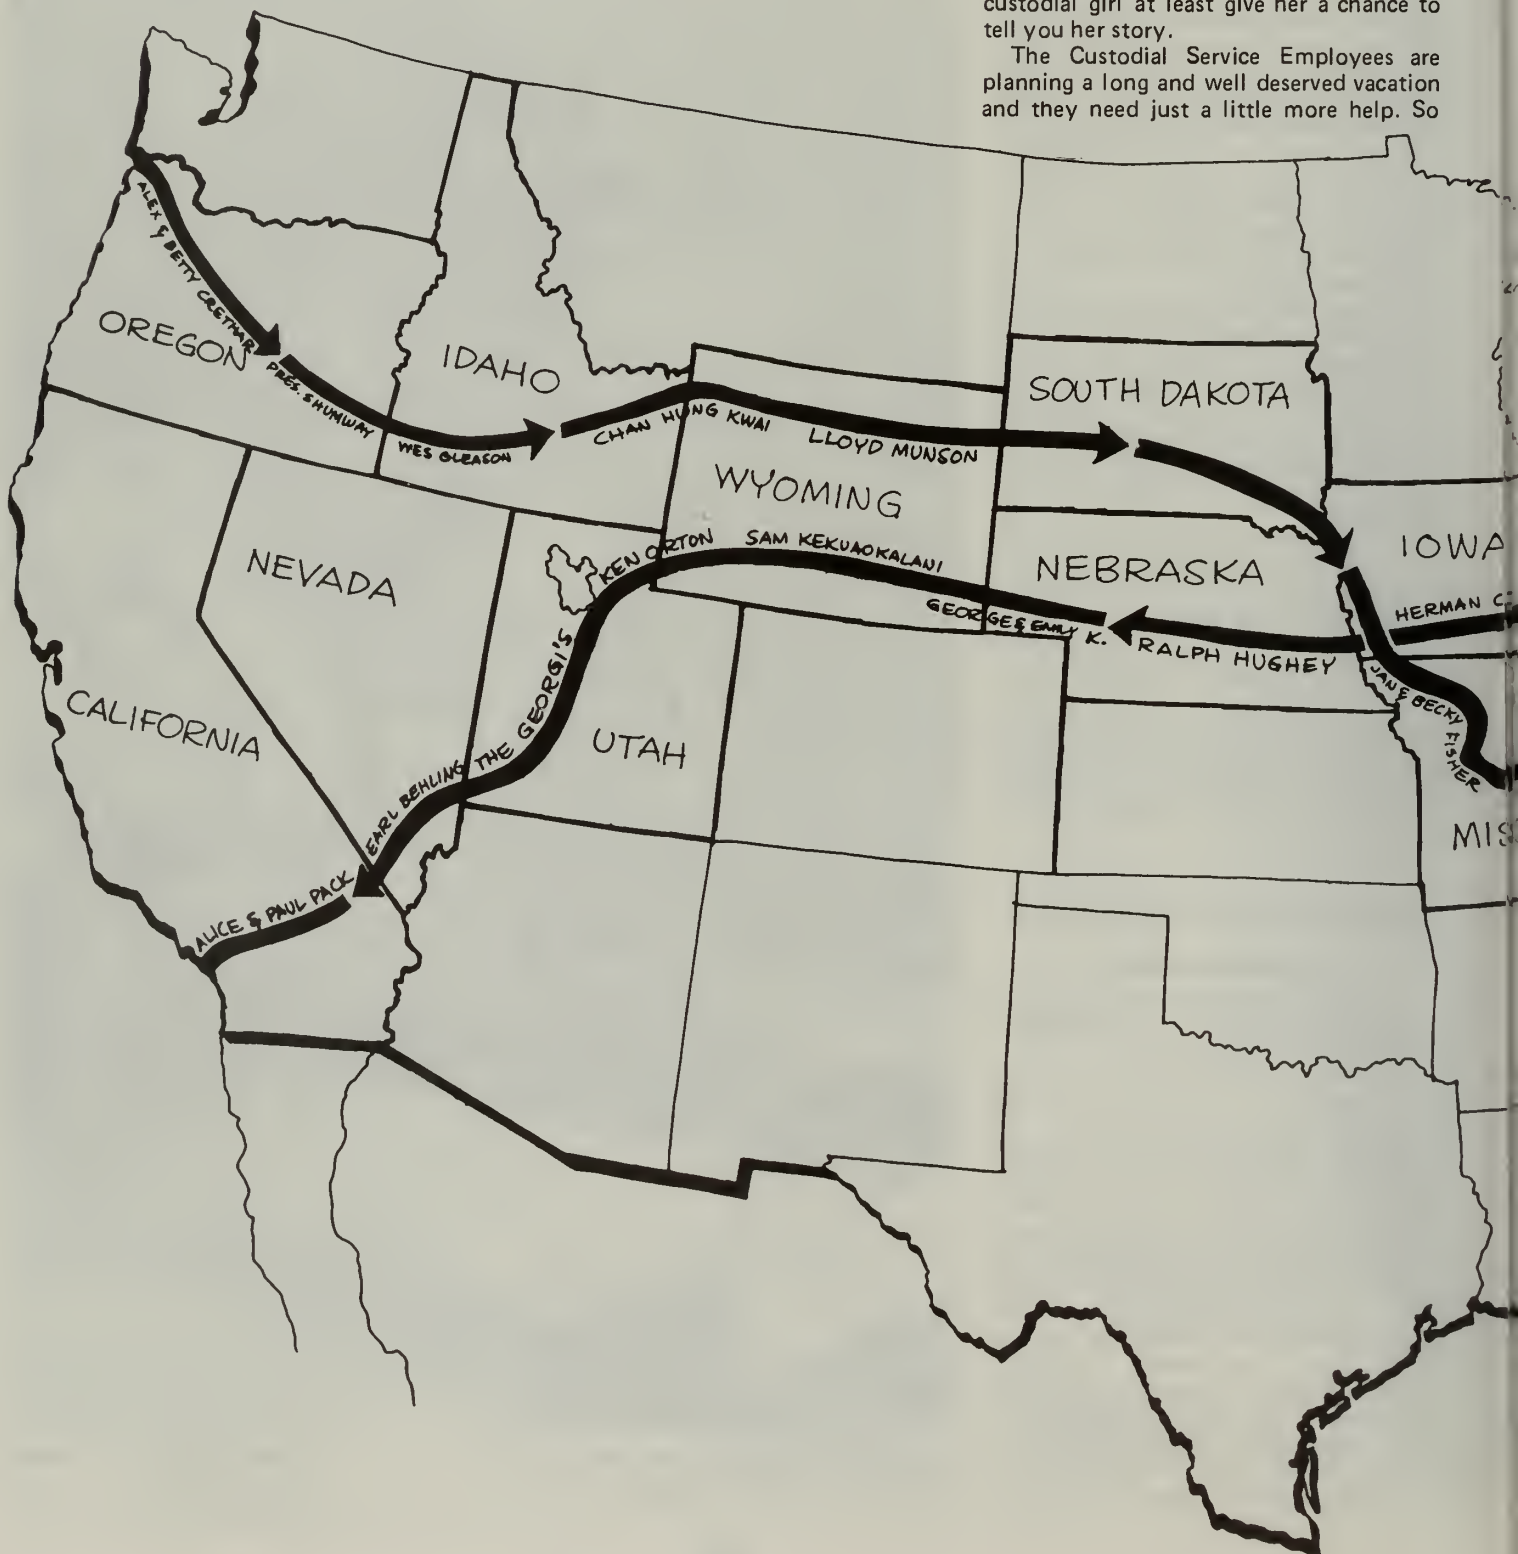 custodial girl at least give her a chance to
tell you her story.
The Custodial Service Employees are
planning a long and well deserved vacation
and they need just a little more help. So
ALEX & BETTY CRETHAR
OREGON
PRES. SHUMWAY
IDAHO
WES GLEASON
CHAN HUNG KWAI
LLOYD MUNSON
SOUTH DAKOTA
WYOMING
KEN ORTON
SAM KEKUAOKALANI
NEBRASKA
IOWA
NEVADA
GEORGE & EMILY K.
RALPH HUGHEY
HERMAN C
JAN & BECKY FISHER
THE GEORGI'S
UTAH
CALIFORNIA
EARL BEHLING
MIS
ALICE & PAUL PACK